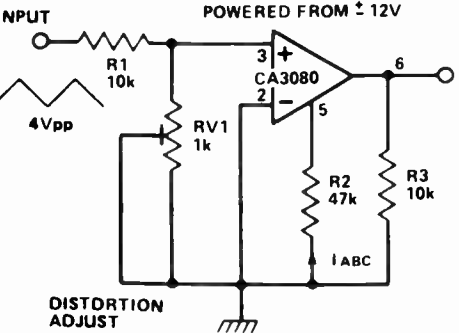 NPUT
POWERED FROM ± 12V
R1
10k
4Vpp
3
+
CA3080
2
−
5
6
RV1
1k
R2
47k
R3
10k
iABC
DISTORTION
ADJUST